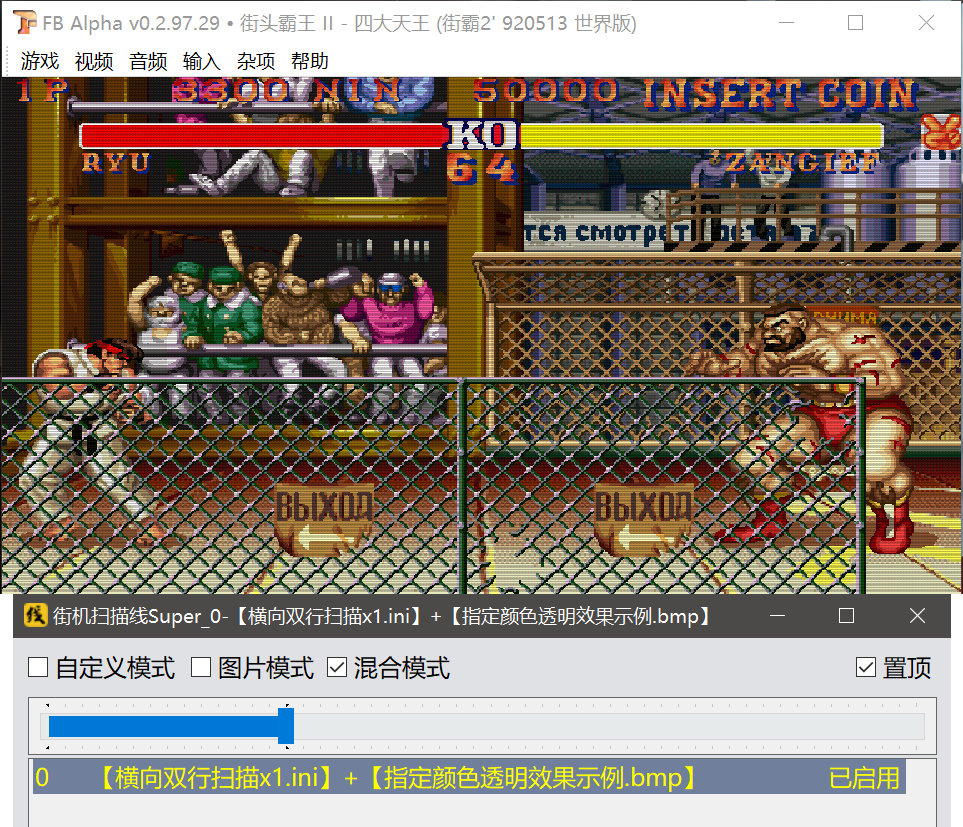 FB Alpha v0.2.97.29 • 街头霸王 II - 四大天王 (街霸2' 920513 世界版)
游戏 视频 音频 输入 杂项 帮助
1P 3300 NIN 50000 INSERT COIN
KO
RYU 64 ZANGIEF
ТСЯ СМОТРЕТ
ВЫХОД ВЫХОД
街机扫描线Super_0-【横向双行扫描x1.ini】+【指定颜色透明效果示例.bmp】
自定义模式 图片模式 混合模式 置顶
0 【横向双行扫描x1.ini】+【指定颜色透明效果示例.bmp】 已启用